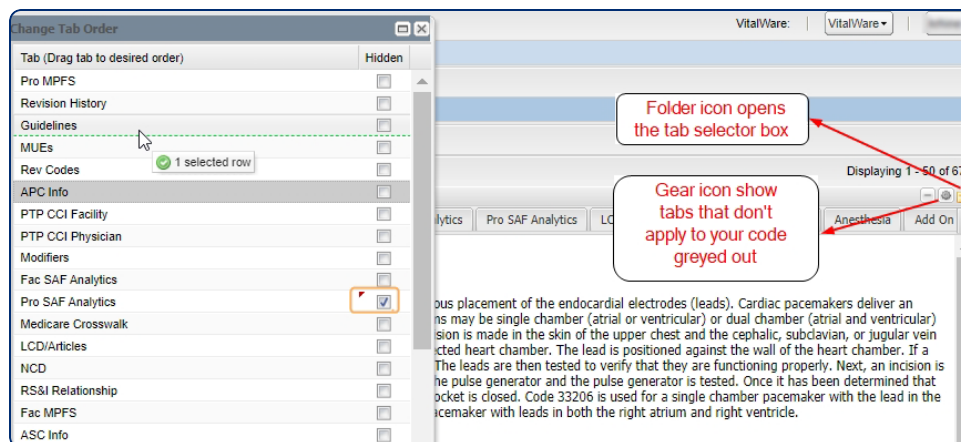 Change Tab Order
VitalWare:
VitalWare
Tab (Drag tab to desired order)
Hidden
Pro MPFS
Revision History
Guidelines
MUEs
1 selected row
Rev Codes
APC Info
PTP CCI Facility
PTP CCI Physician
Modifiers
Fac SAF Analytics
Pro SAF Analytics
Medicare Crosswalk
LCD/Articles
NCD
RS&I Relationship
Fac MPFS
ASC Info
Folder icon opens
the tab selector box
Displaying 1 - 50 of 67
Gear icon show
tabs that don't
apply to your code
greyed out
lytics
Pro SAF Analytics
LC
Anesthesia
Add On
ous placement of the endocardial electrodes (leads). Cardiac pacemakers deliver an
ns may be single chamber (atrial or ventricular) or dual chamber (atrial and ventricular)
ision is made in the skin of the upper chest and the cephalic, subclavian, or jugular vein
ected heart chamber. The lead is positioned against the wall of the heart chamber. If a
The leads are then tested to verify that they are functioning properly. Next, an incision is
he pulse generator and the pulse generator is tested. Once it has been determined that
ocket is closed. Code 33206 is used for a single chamber pacemaker with the lead in the
acemaker with leads in both the right atrium and right ventricle.